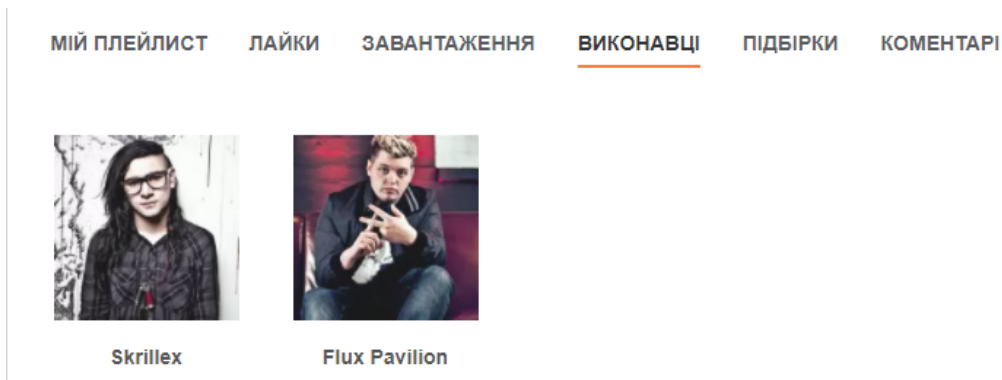 МІЙ ПЛЕЙЛИСТ ЛАЙКИ ЗАВАНТАЖЕННЯ ВИКОНАВЦІ ПІДБІРКИ КОМЕНТАРІ
Skrillex Flux Pavilion